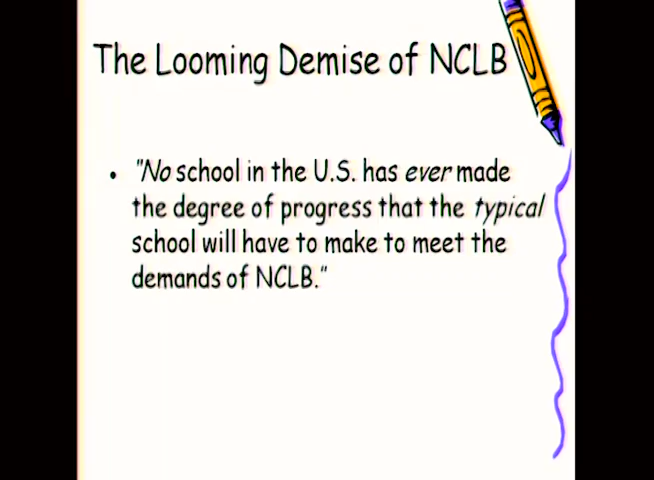 The Looming Demise of NCLB
• "No school in the U.S. has ever made
the degree of progress that the typical
school will have to make to meet the
demands of NCLB."